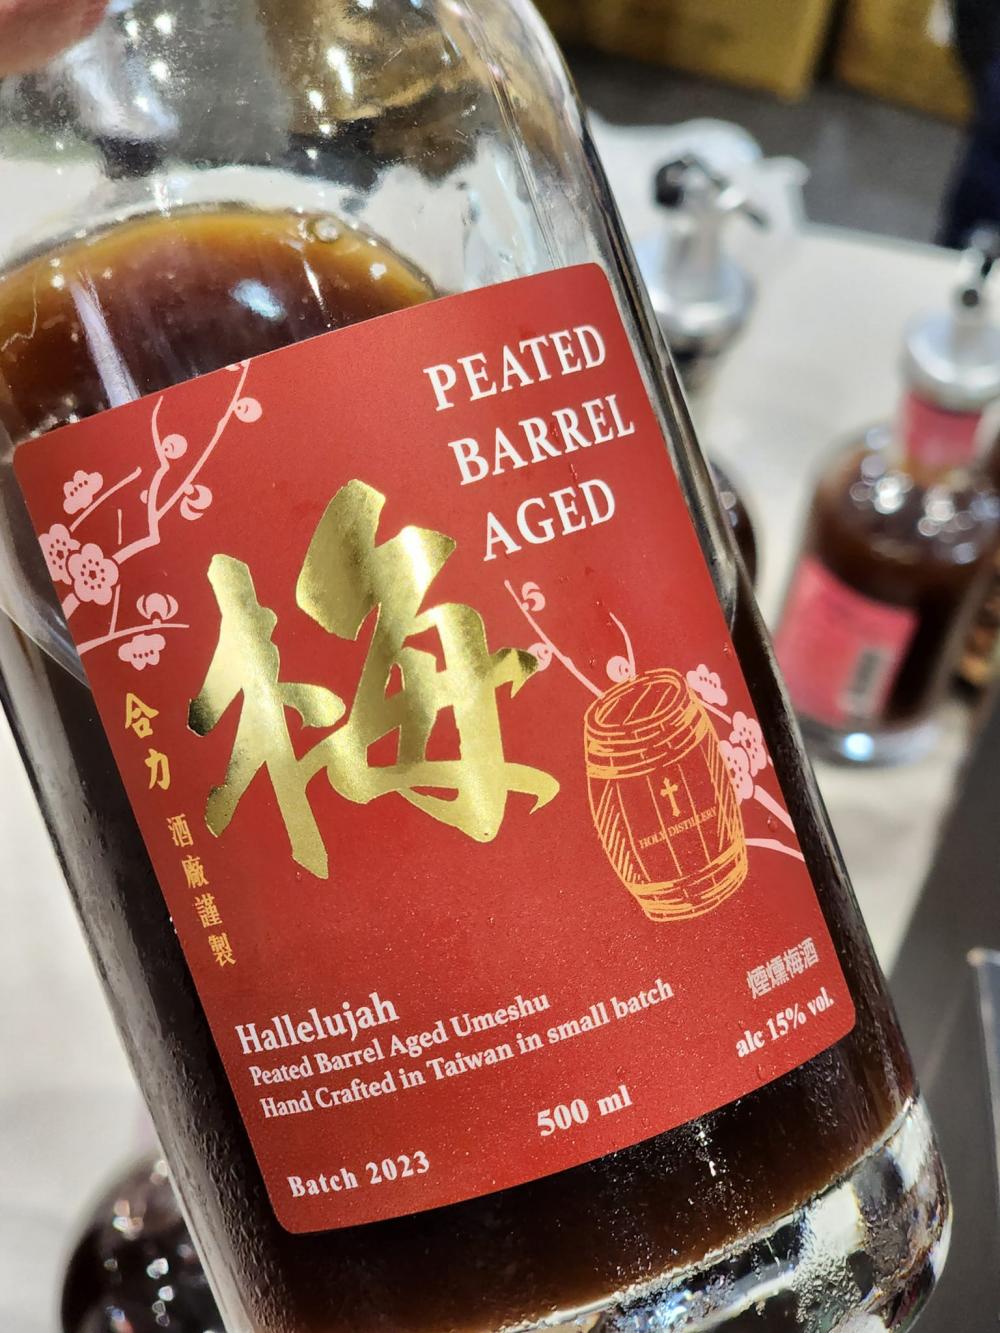 PEATED
BARREL
AGED
梅
合力
酒廠謹製
HOLY DISTILLERY
煙燻梅酒
alc 15% vol.
Hallelujah
Peated Barrel Aged Umeshu
Hand Crafted in Taiwan in small batch
500 ml
Batch 2023